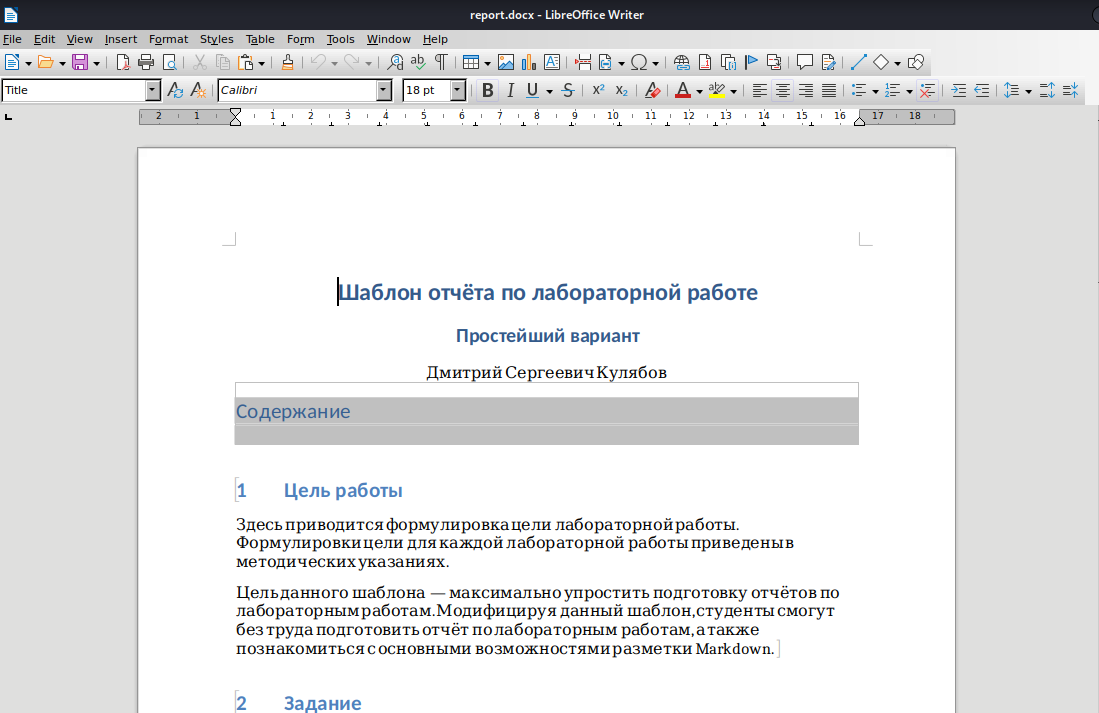 report.docx - LibreOffice Writer
File Edit View Insert Format Styles Table Form Tools Window Help
Title Calibri 18 pt B I U S X² X₂ A
2 1 1 2 3 4 5 6 7 8 9 10 11 12 13 14 15 16 17 18
Шаблон отчёта по лабораторной работе
Простейший вариант
Дмитрий Сергеевич Кулябов
Содержание
1 Цель работы
Здесь приводится формулировка цели лабораторной работы.
Формулировки цели для каждой лабораторной работы приведены в
методических указаниях.
Цель данного шаблона — максимально упростить подготовку отчётов по
лабораторным работам. Модифицируя данный шаблон, студенты смогут
без труда подготовить отчёт по лабораторным работам, а также
познакомиться с основными возможностями разметки Markdown.
2 Задание